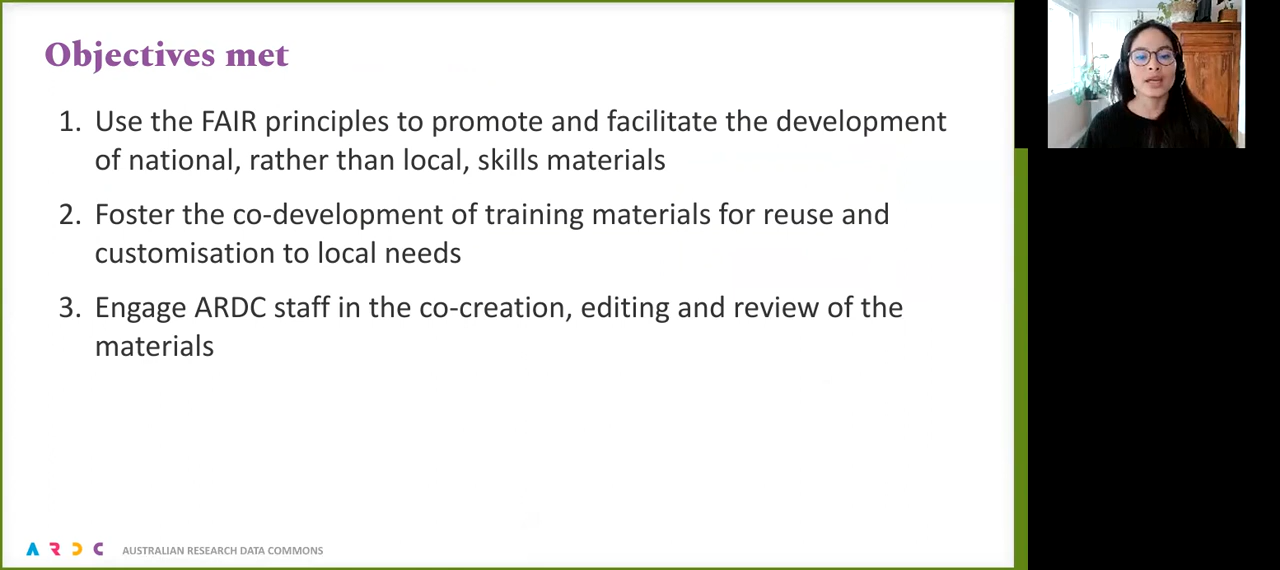 Objectives met
1. Use the FAIR principles to promote and facilitate the development
of national, rather than local, skills materials
2. Foster the co-development of training materials for reuse and
customisation to local needs
3. Engage ARDC staff in the co-creation, editing and review of the
materials
ARDC AUSTRALIAN RESEARCH DATA COMMONS